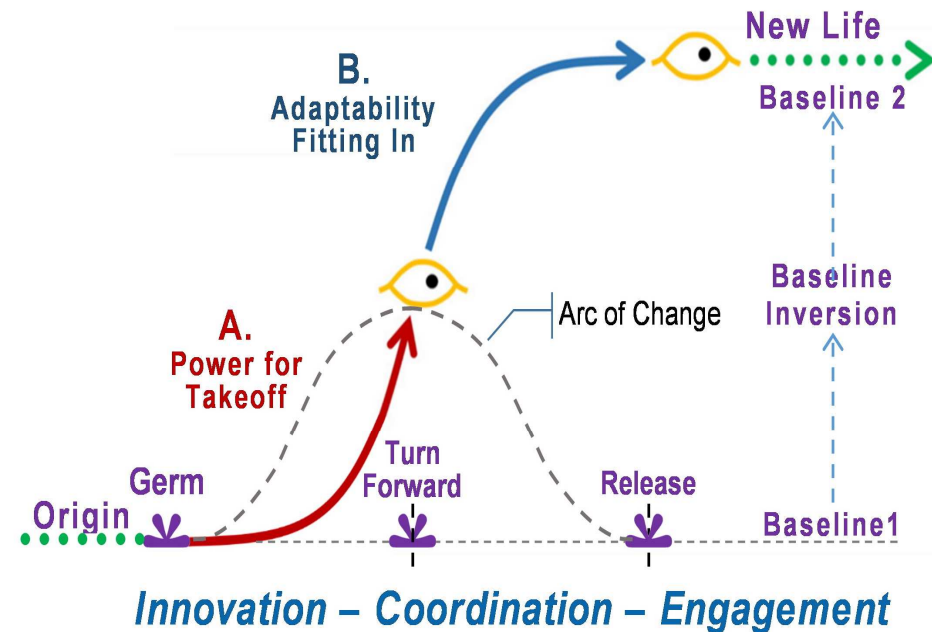 New Life
B.
Adaptability
Fitting In
Baseline 2
Baseline
Inversion
Arc of Change
A.
Power for
Takeoff
Turn
Forward
Germ
Release
Origin
Baseline1
Innovation – Coordination – Engagement